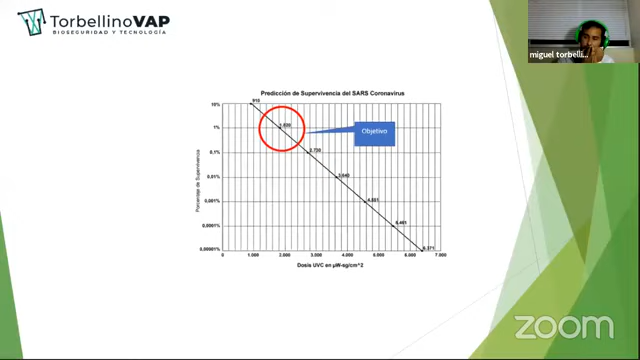 TorbellinoVAP
BIOSEGURIDAD Y TECNOLOGÍA
miguel torbelli...
Predicción de Supervivencia del SARS Coronavirus
Porcentaje de Supervivencia
10%
1%
0,1%
0,01%
0,001%
0,0001%
0,00001%
910
1.820
2.730
3.640
4.551
5.461
6.371
Objetivo
0
1.000
2.000
3.000
4.000
5.000
6.000
7.000
Dosis UVC en µW-sg/cm^2
zoom